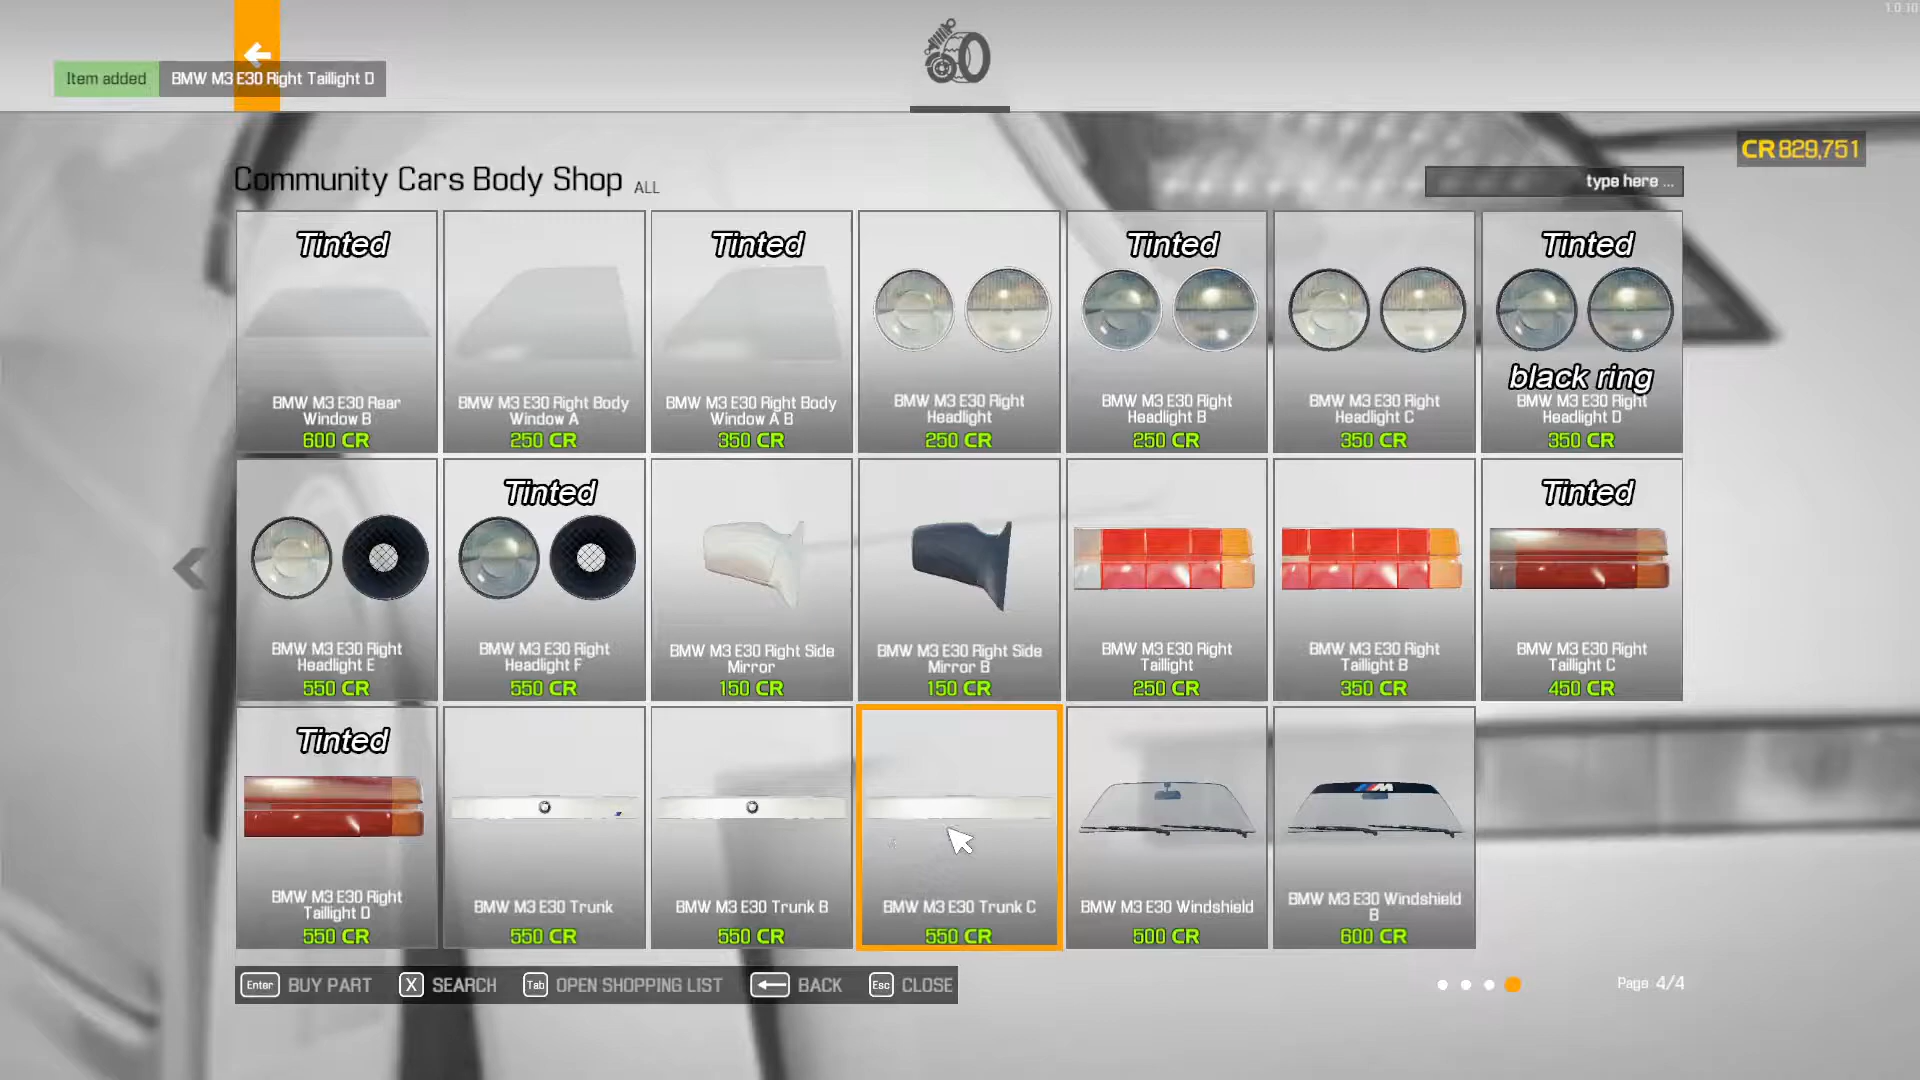 1.0.10
Item added BMW M3 E30 Right Taillight D
CR 829,751
Community Cars Body Shop ALL
type here ...
Tinted
BMW M3 E30 Rear
Window B
600 CR
BMW M3 E30 Right Body
Window A
250 CR
Tinted
BMW M3 E30 Right Body
Window A B
350 CR
BMW M3 E30 Right
Headlight
250 CR
Tinted
BMW M3 E30 Right
Headlight B
250 CR
BMW M3 E30 Right
Headlight C
350 CR
Tinted
black ring
BMW M3 E30 Right
Headlight D
350 CR
BMW M3 E30 Right
Headlight E
550 CR
Tinted
BMW M3 E30 Right
Headlight F
550 CR
BMW M3 E30 Right Side
Mirror
150 CR
BMW M3 E30 Right Side
Mirror B
150 CR
BMW M3 E30 Right
Taillight
250 CR
BMW M3 E30 Right
Taillight B
350 CR
Tinted
BMW M3 E30 Right
Taillight C
450 CR
Tinted
BMW M3 E30 Right
Taillight D
550 CR
BMW M3 E30 Trunk
550 CR
BMW M3 E30 Trunk B
550 CR
BMW M3 E30 Trunk C
550 CR
BMW M3 E30 Windshield
500 CR
M
BMW M3 E30 Windshield
B
600 CR
Enter BUY PART X SEARCH Tab OPEN SHOPPING LIST BACK Esc CLOSE
Page 4/4